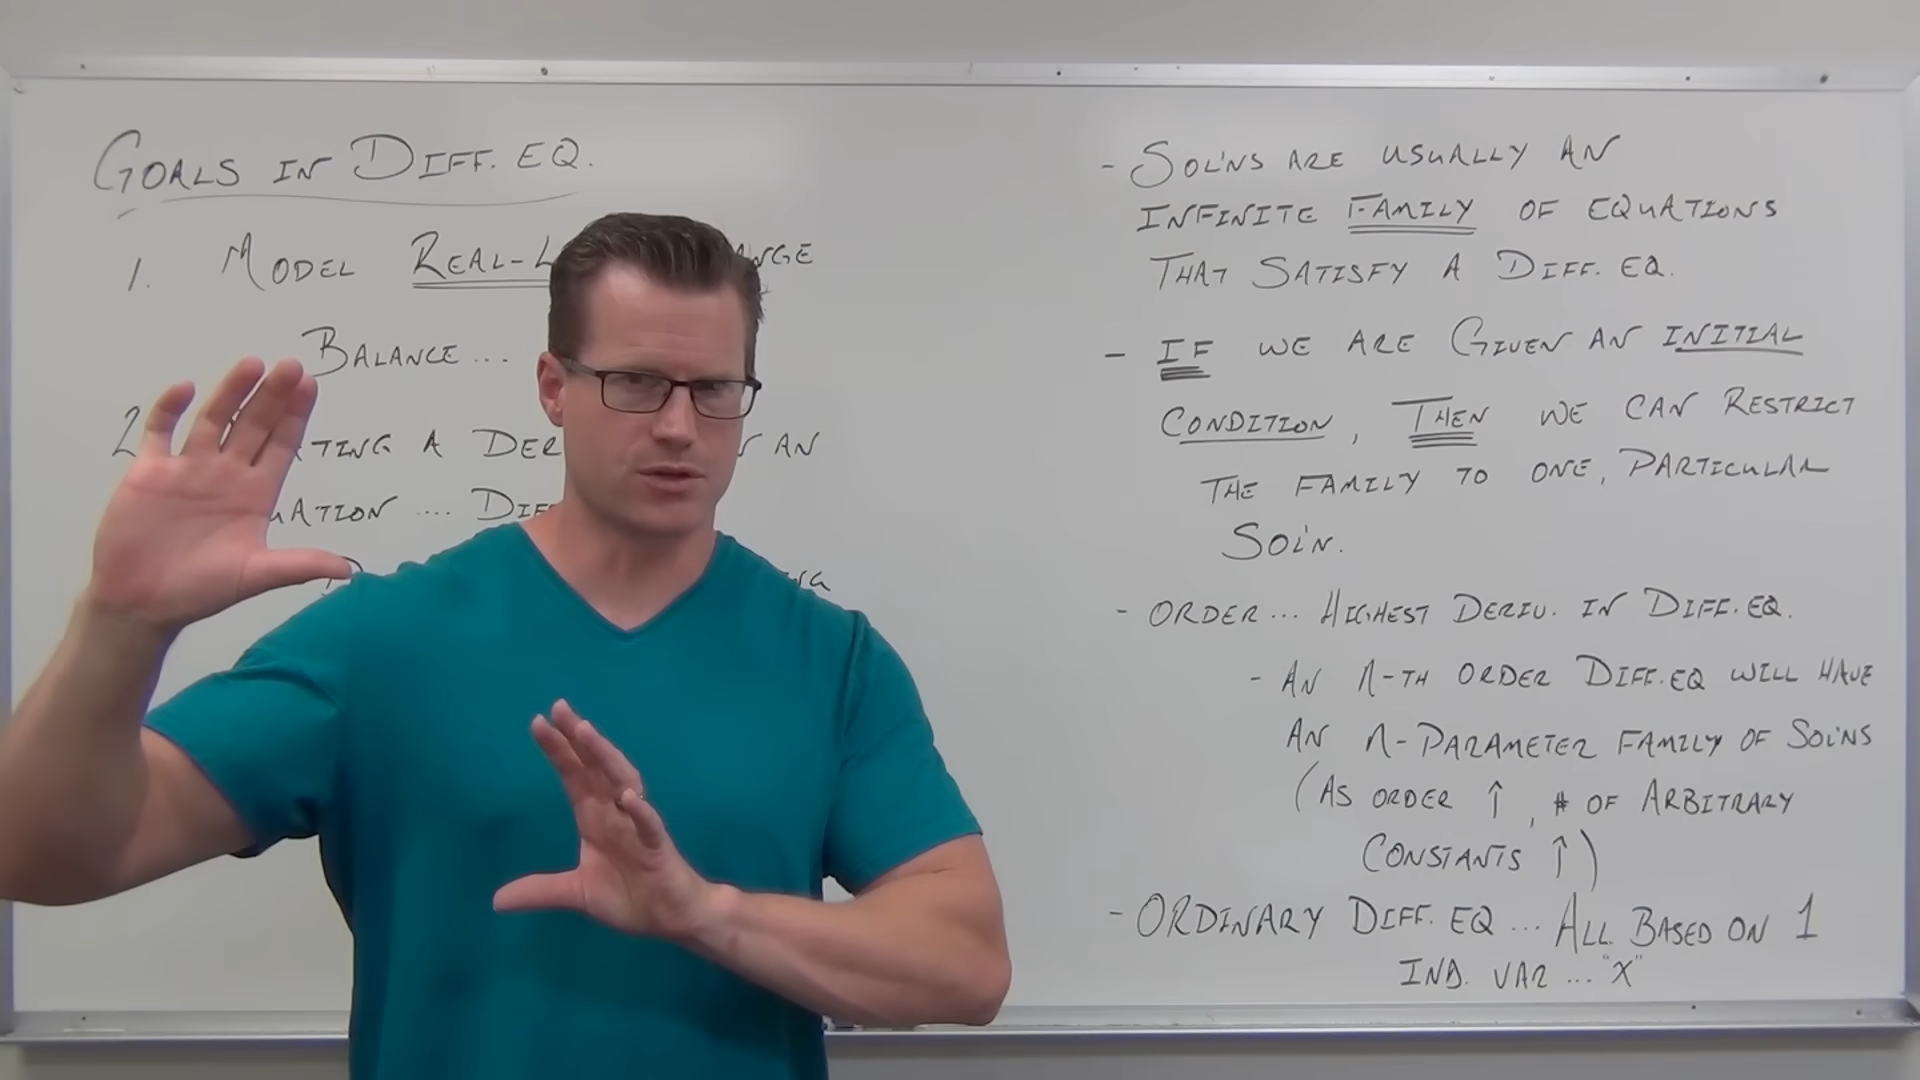 GOALS IN DIFF. EQ.
1. MODEL REAL-L
BALANCE ...
2
TING A DER AN
UATION .... DIF
- SOL'NS ARE USUALLY AN
INFINITE FAMILY OF EQUATIONS
THAT SATISFY A DIFF. EQ.
- IF WE ARE GIVEN AN INITIAL
CONDITION, THEN WE CAN RESTRICT
THE FAMILY TO ONE, PARTICULAR
SOL'N.
- ORDER ... HIGHEST DERIV. IN DIFF. EQ.
- AN N-TH ORDER DIFF. EQ WILL HAVE
AN N-PARAMETER FAMILY OF SOL'NS
(AS ORDER ↑, # OF ARBITRARY
CONSTANTS ↑)
- ORDINARY DIFF. EQ ... ALL BASED ON 1
IND. VAR ... "X"